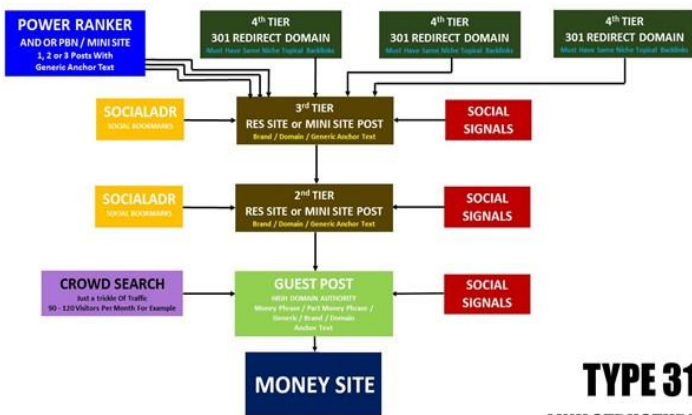 POWER RANKER
AND OR PBN / MINI SITE
1, 2 or 3 Posts With
Generic Anchor Text
4th TIER
301 REDIRECT DOMAIN
Must Have Same Niche Topical Backlinks
4th TIER
301 REDIRECT DOMAIN
Must Have Same Niche Topical Backlinks
4th TIER
301 REDIRECT DOMAIN
Must Have Same Niche Topical Backlinks
SOCIALADR
SOCIAL BOOKMARKS
3rd TIER
RES SITE or MINI SITE POST
Brand / Domain / Generic Anchor Text
SOCIAL
SIGNALS
SOCIALADR
SOCIAL BOOKMARKS
2nd TIER
RES SITE or MINI SITE POST
Brand / Domain / Generic Anchor Text
SOCIAL
SIGNALS
CROWD SEARCH
Just a trickle Of Traffic
90 - 120 Visitors Per Month For Example
GUEST POST
HIGH DOMAIN AUTHORITY
Money Phrase / Part Money Phrase /
Generic / Brand / Domain
Anchor Text
SOCIAL
SIGNALS
MONEY SITE
TYPE 31